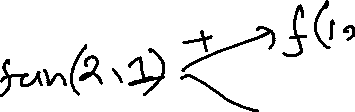 fun(2,1) + f(1,